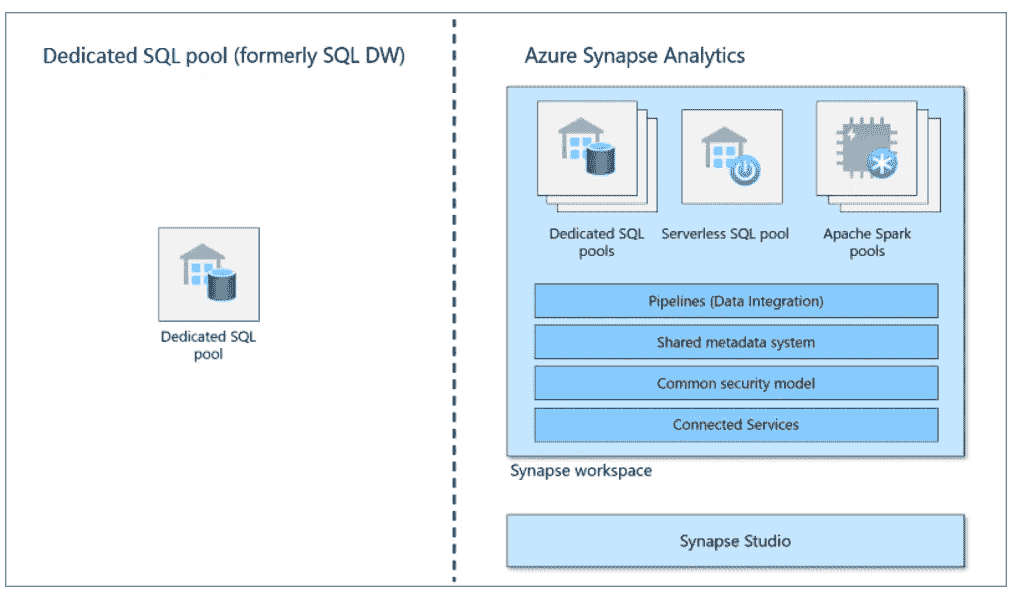 Dedicated SQL pool (formerly SQL DW)
Azure Synapse Analytics
Dedicated SQL
pool
Dedicated SQL
pools
Serverless SQL pool
Apache Spark
pools
Pipelines (Data Integration)
Shared metadata system
Common security model
Connected Services
Synapse workspace
Synapse Studio